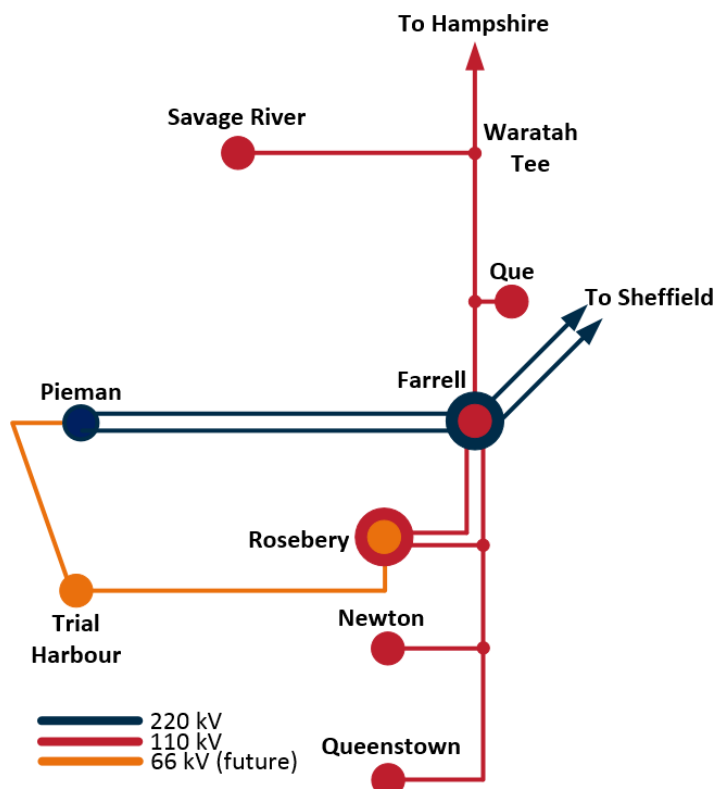 To Hampshire
Savage River
Waratah
Tee
Que
To Sheffield
Farrell
Pieman
Rosebery
Trial
Harbour
Newton
Queenstown
220 kV
110 kV
66 kV (future)